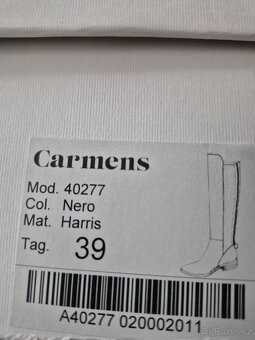 Carmens
Mod. 40277
Col. Nero
Mat. Harris
Tag. 39
A40277 020002011